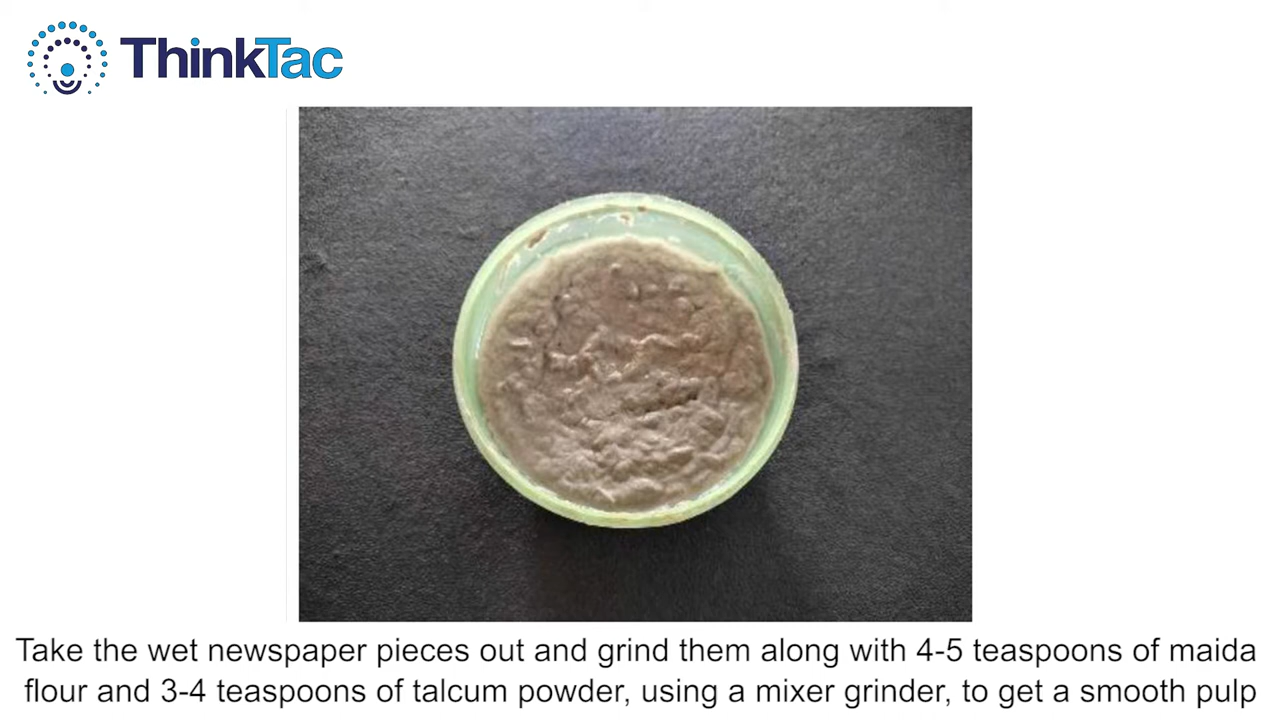 ThinkTac
Take the wet newspaper pieces out and grind them along with 4-5 teaspoons of maida
flour and 3-4 teaspoons of talcum powder, using a mixer grinder, to get a smooth pulp